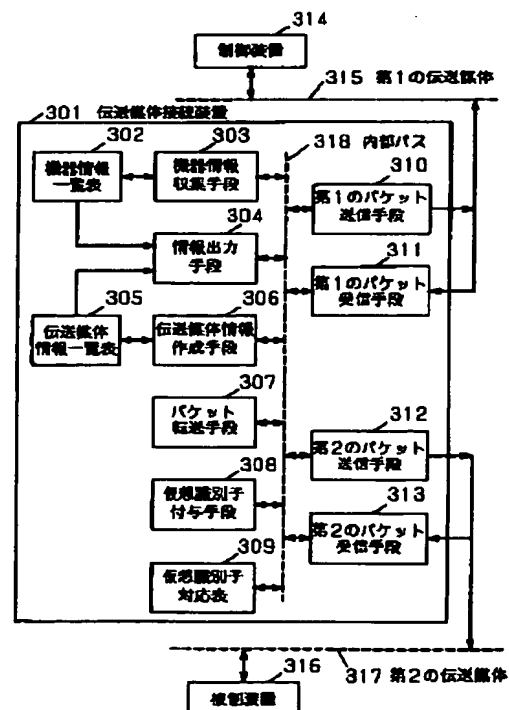 314
制御装置
315 第1の伝送媒体
301 伝送媒体接続装置
302
機器情報
一覧表
303
機器情報
収集手段
318 内部バス
310
第1のパケット
送信手段
304
情報出力
手段
311
第1のパケット
受信手段
305
伝送媒体
情報一覧表
306
伝送媒体情報
作成手段
307
パケット
転送手段
312
第2のパケット
送信手段
308
仮想識別子
付与手段
313
第2のパケット
受信手段
309
仮想識別子
対応表
316
317 第2の伝送媒体
被制装置